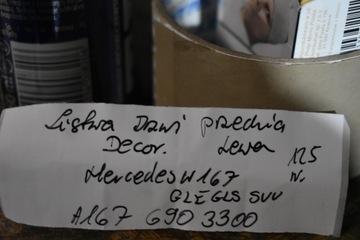 Listwa Drzwi przednia
Decor. Lewa
125
Mercedes W167 N.
GLE GLS SUV
A167 690 3300